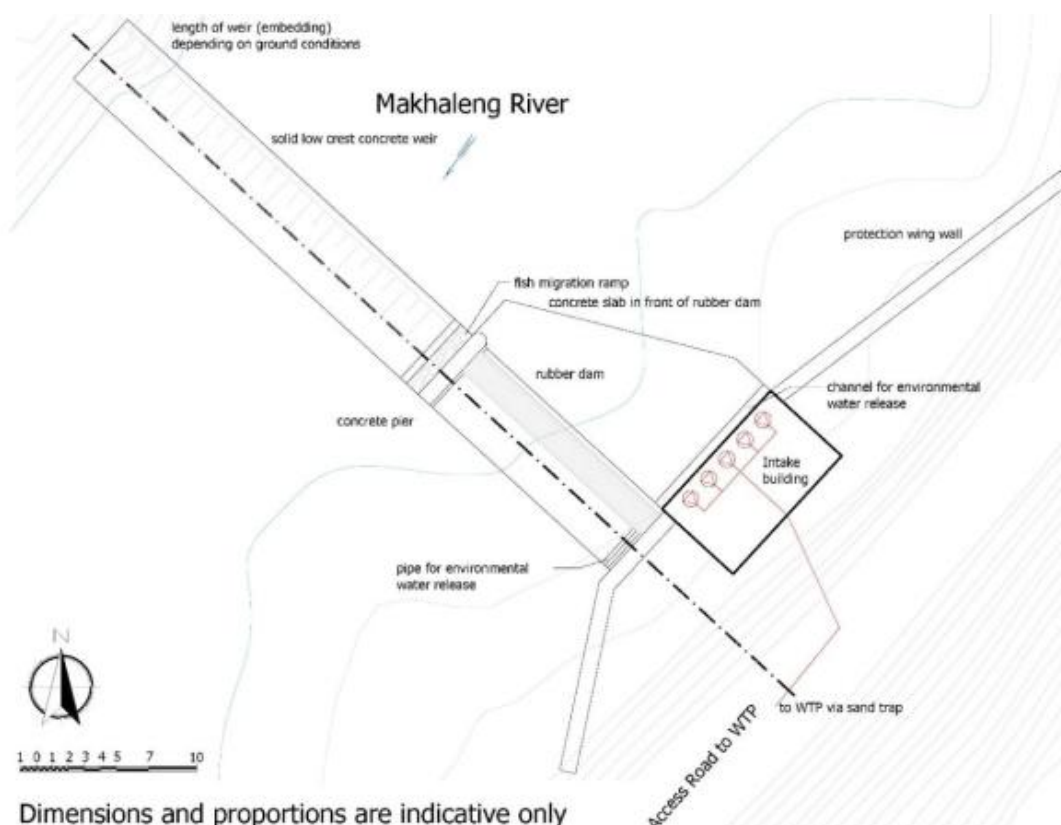 length of weir (embedding)
depending on ground conditions
Makhaleng River
solid low crest concrete weir
protection wing wall
fish migration ramp
concrete slab in front of rubber dam
rubber dam
channel for environmental
water release
concrete pier
Intake
building
pipe for environmental
water release
N
to WTP via sand trap
Access Road to WTP
1 0 1 2 3 4 5 7 10
Dimensions and proportions are indicative only